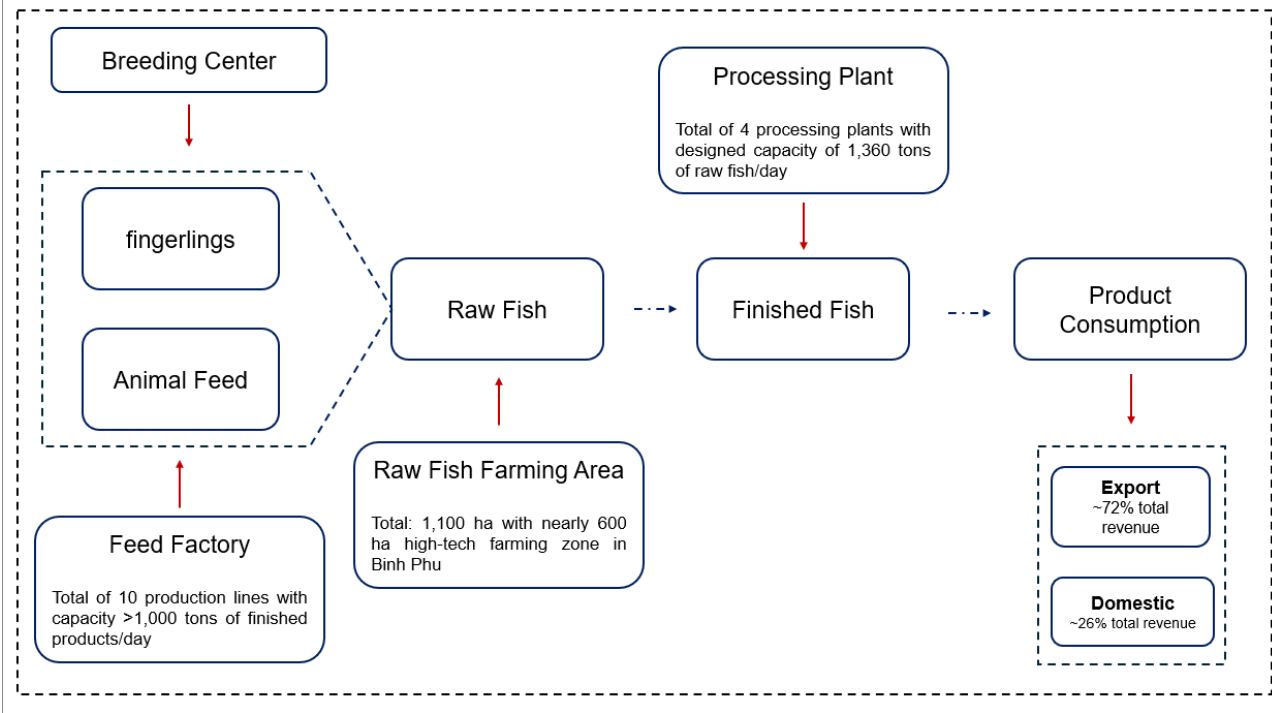 Breeding Center
fingerlings
Animal Feed
Feed Factory
Total of 10 production lines with
capacity >1,000 tons of finished
products/day
Raw Fish
Raw Fish Farming Area
Total: 1,100 ha with nearly 600
ha high-tech farming zone in
Binh Phu
Processing Plant
Total of 4 processing plants with
designed capacity of 1,360 tons
of raw fish/day
Finished Fish
Product
Consumption
Export
~72% total
revenue
Domestic
~26% total revenue